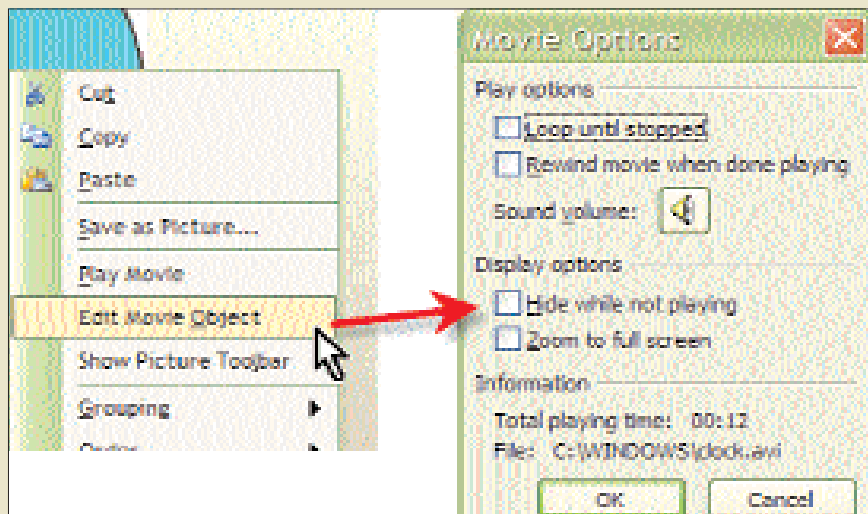 Cut
Copy
Paste
Save as Picture...
Play Movie
Edit Movie Object
Show Picture Toolbar
Grouping
Order
Movie Options
Play options
Loop until stopped
Rewind movie when done playing
Sound volume:
Display options
Hide while not playing
Zoom to full screen
Information
Total playing time: 00:12
File: C:\WINDOWS\clock.avi
OK
Cancel